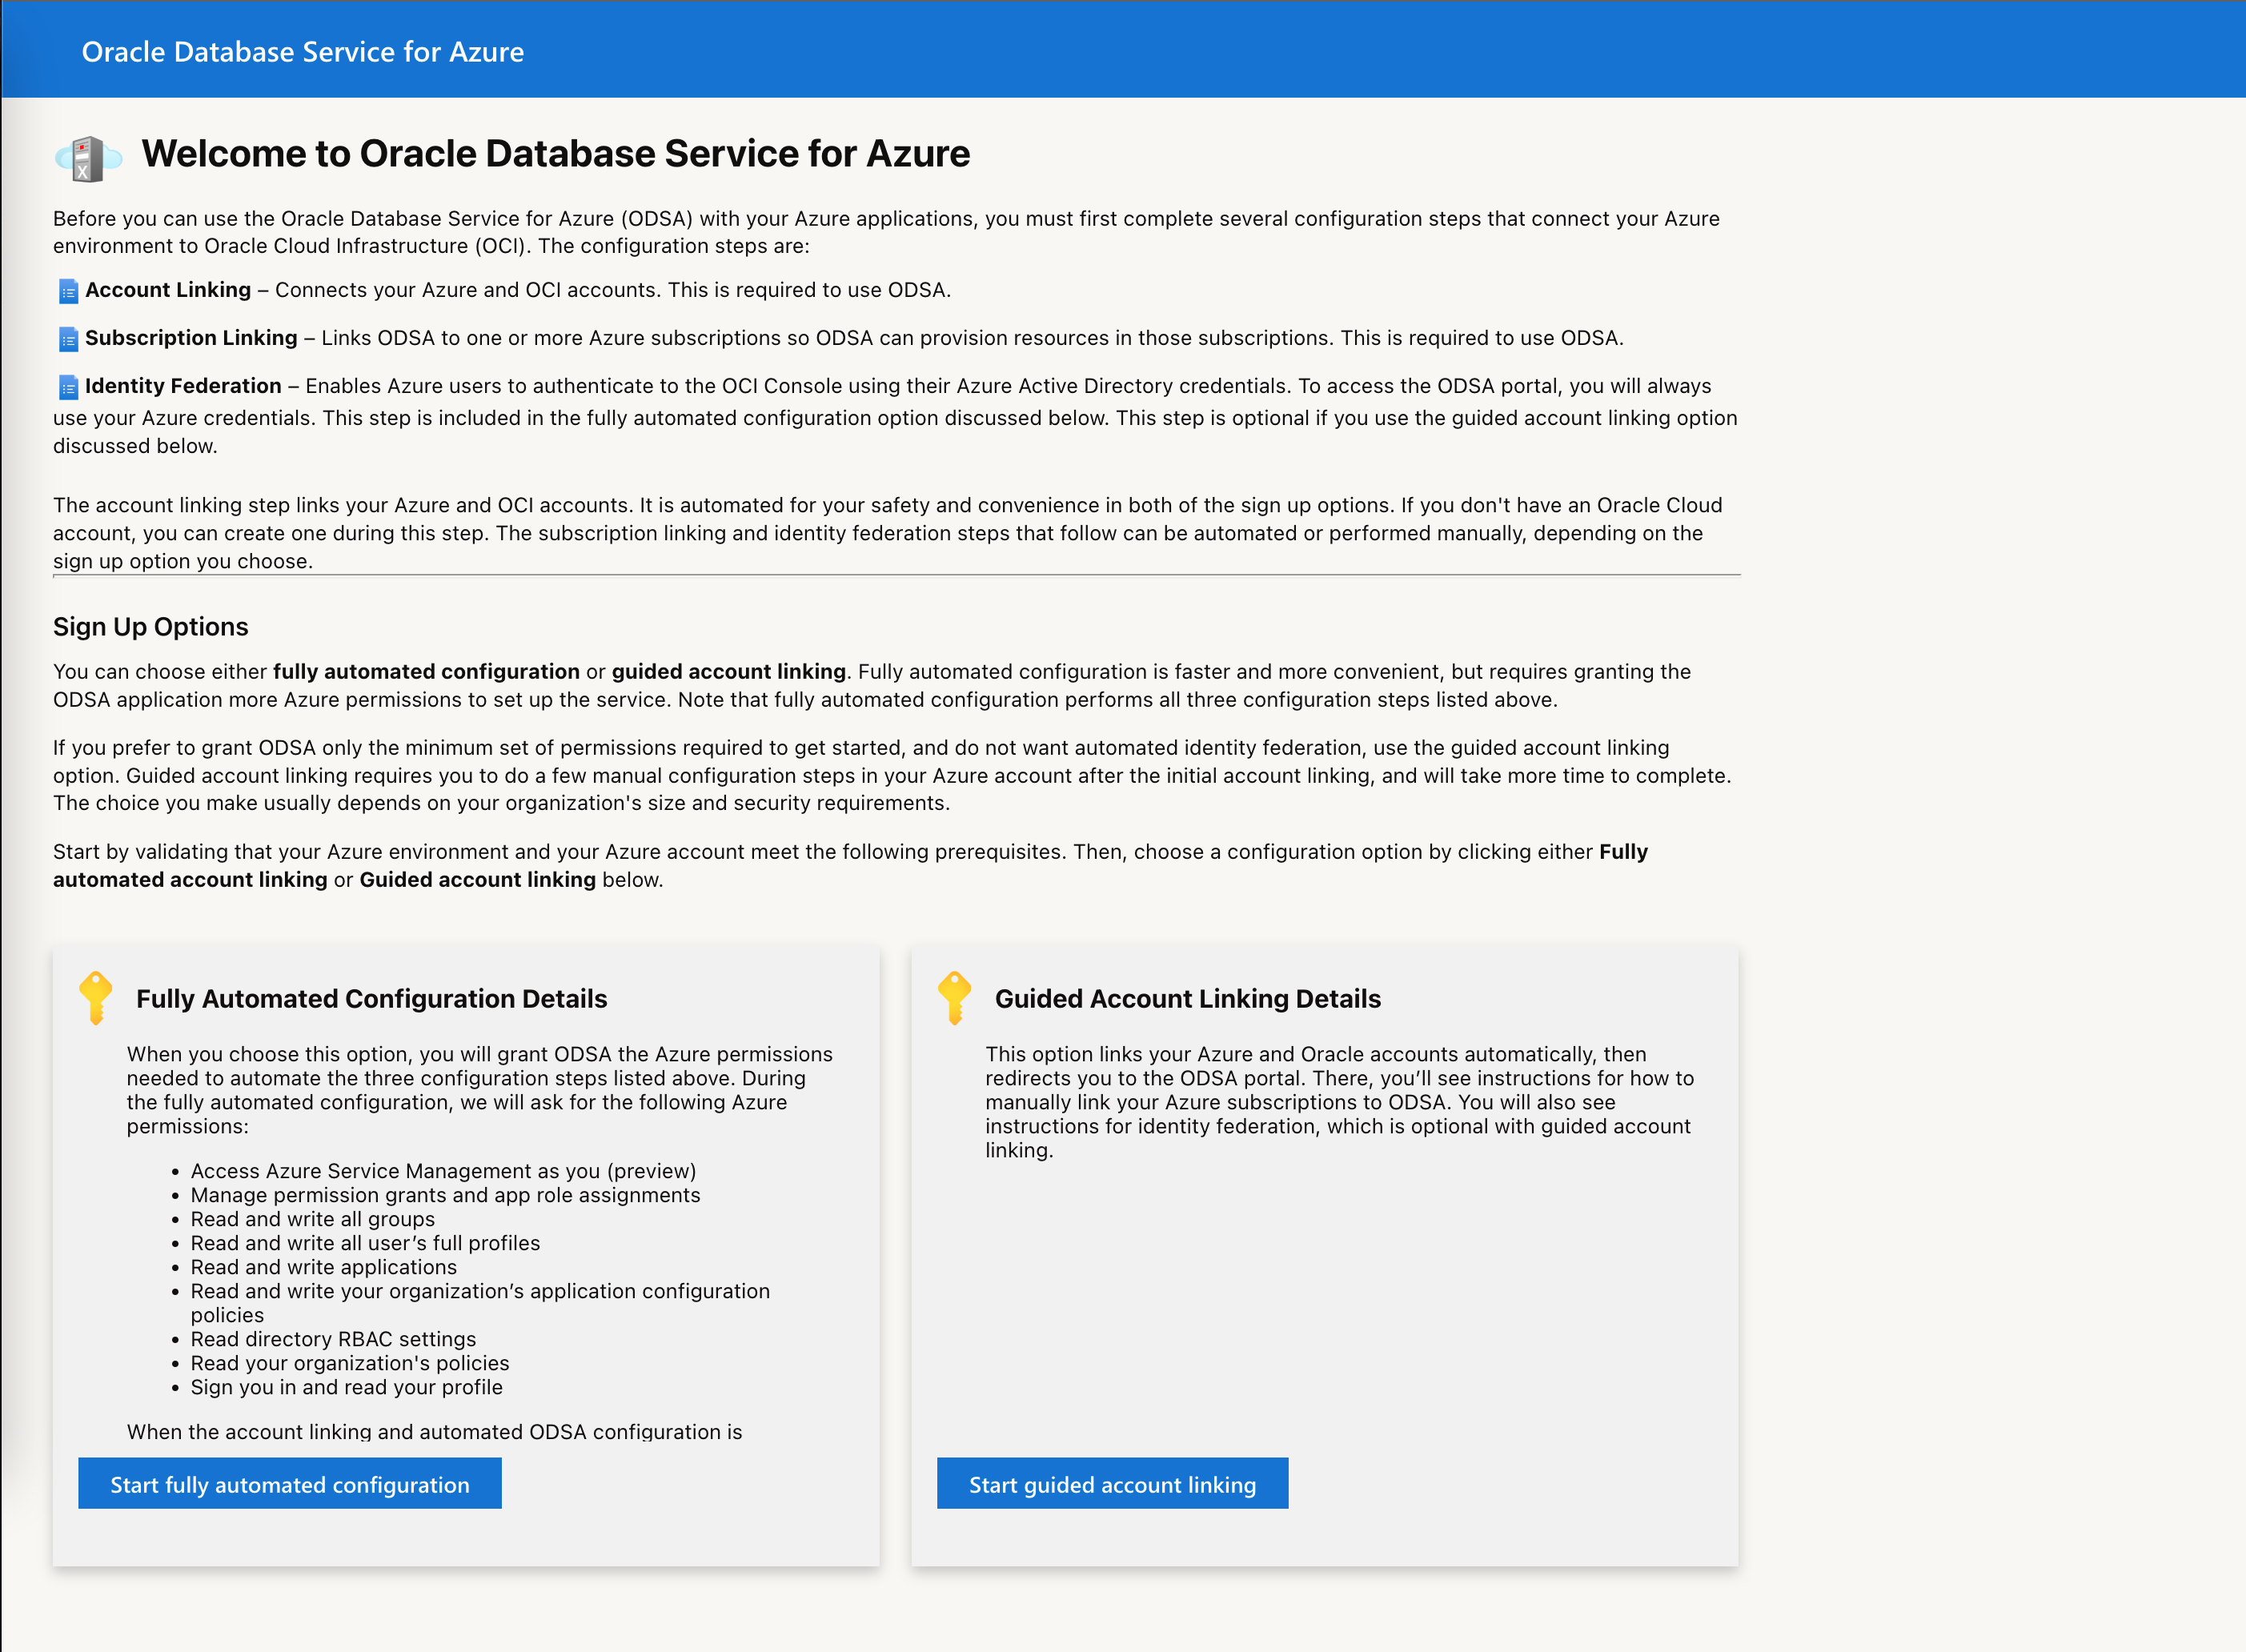 Oracle Database Service for Azure
X
Welcome to Oracle Database Service for Azure
Before you can use the Oracle Database Service for Azure (ODSA) with your Azure applications, you must first complete several configuration steps that connect your Azure
environment to Oracle Cloud Infrastructure (OCI). The configuration steps are:
Account Linking – Connects your Azure and OCI accounts. This is required to use ODSA.
Subscription Linking – Links ODSA to one or more Azure subscriptions so ODSA can provision resources in those subscriptions. This is required to use ODSA.
Identity Federation – Enables Azure users to authenticate to the OCI Console using their Azure Active Directory credentials. To access the ODSA portal, you will always
use your Azure credentials. This step is included in the fully automated configuration option discussed below. This step is optional if you use the guided account linking option
discussed below.
The account linking step links your Azure and OCI accounts. It is automated for your safety and convenience in both of the sign up options. If you don't have an Oracle Cloud
account, you can create one during this step. The subscription linking and identity federation steps that follow can be automated or performed manually, depending on the
sign up option you choose.
Sign Up Options
You can choose either fully automated configuration or guided account linking. Fully automated configuration is faster and more convenient, but requires granting the
ODSA application more Azure permissions to set up the service. Note that fully automated configuration performs all three configuration steps listed above.
If you prefer to grant ODSA only the minimum set of permissions required to get started, and do not want automated identity federation, use the guided account linking
option. Guided account linking requires you to do a few manual configuration steps in your Azure account after the initial account linking, and will take more time to complete.
The choice you make usually depends on your organization's size and security requirements.
Start by validating that your Azure environment and your Azure account meet the following prerequisites. Then, choose a configuration option by clicking either Fully
automated account linking or Guided account linking below.
Fully Automated Configuration Details
When you choose this option, you will grant ODSA the Azure permissions
needed to automate the three configuration steps listed above. During
the fully automated configuration, we will ask for the following Azure
permissions:
• Access Azure Service Management as you (preview)
• Manage permission grants and app role assignments
• Read and write all groups
• Read and write all user’s full profiles
• Read and write applications
• Read and write your organization’s application configuration
policies
• Read directory RBAC settings
• Read your organization's policies
• Sign you in and read your profile
When the account linking and automated ODSA configuration is
Start fully automated configuration
Guided Account Linking Details
This option links your Azure and Oracle accounts automatically, then
redirects you to the ODSA portal. There, you’ll see instructions for how to
manually link your Azure subscriptions to ODSA. You will also see
instructions for identity federation, which is optional with guided account
linking.
Start guided account linking